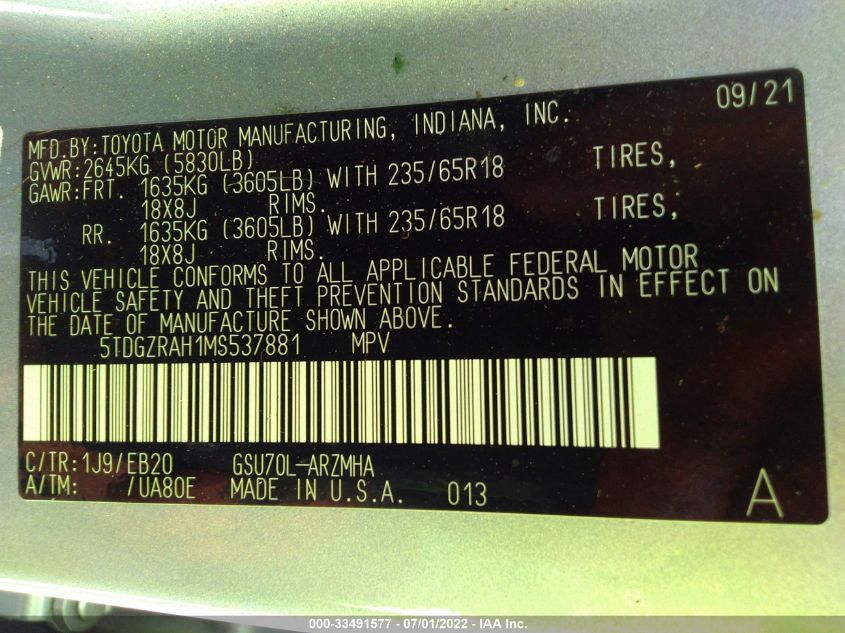 09/21
MFD.BY:TOYOTA MOTOR MANUFACTURING, INDIANA, INC.
GVWR:2645KG (5830LB)
GAWR:FRT. 1635KG (3605LB) WITH 235/65R18 TIRES,
18X8J RIMS.
RR. 1635KG (3605LB) WITH 235/65R18 TIRES,
18X8J RIMS.
THIS VEHICLE CONFORMS TO ALL APPLICABLE FEDERAL MOTOR
VEHICLE SAFETY AND THEFT PREVENTION STANDARDS IN EFFECT ON
THE DATE OF MANUFACTURE SHOWN ABOVE.
5TDGZRAH1MS537881 MPV
C/TR:1J9/EB20 GSU70L-ARZMHA
A/TM: /UA80E MADE IN U.S.A. 013 A
000-33491577 - 07/01/2022 - IAA Inc.